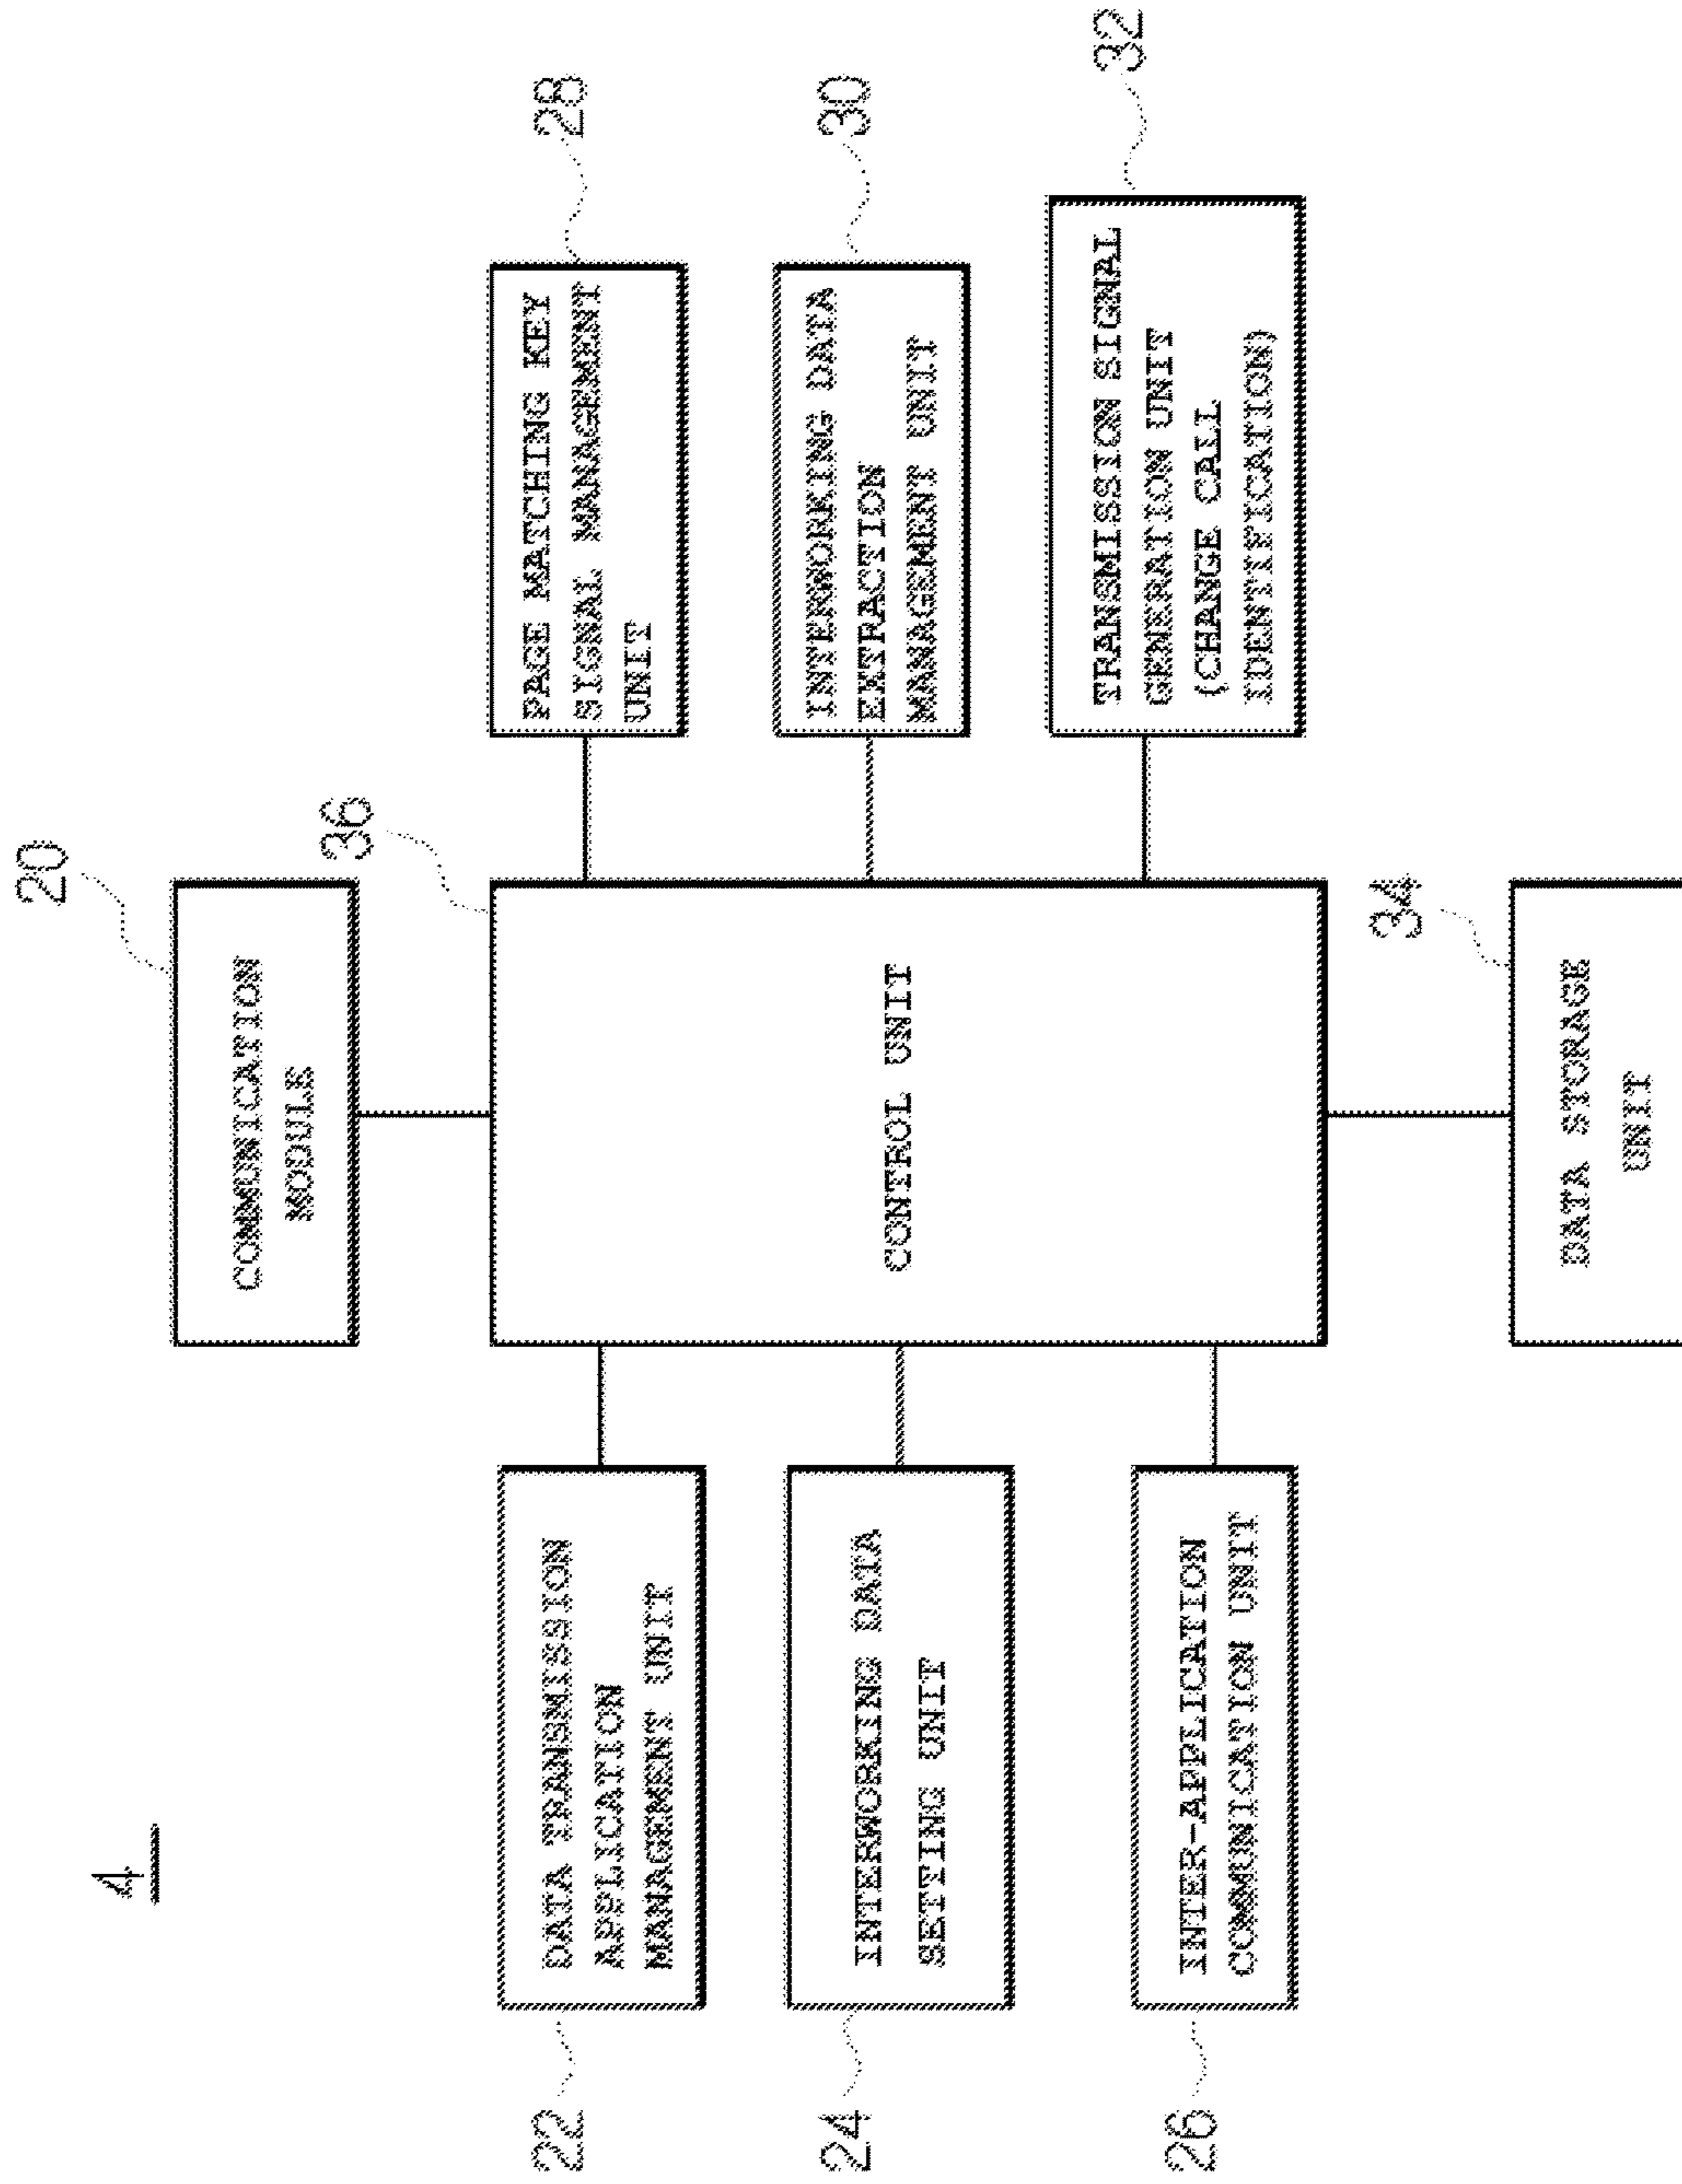 4
20
COMMUNICATION
MODULE
36
CONTROL UNIT
22
DATA TRANSMISSION
APPLICATION
MANAGEMENT UNIT
24
INTERWORKING DATA
SETTING UNIT
26
INTER-APPLICATION
COMMUNICATION UNIT
28
PAGE MATCHING KEY
SIGNAL MANAGEMENT
UNIT
30
INTERWORKING DATA
EXTRACTION
MANAGEMENT UNIT
32
TRANSMISSION SIGNAL
GENERATION UNIT
(CHANGE CALL
IDENTIFICATION)
34
DATA STORAGE
UNIT